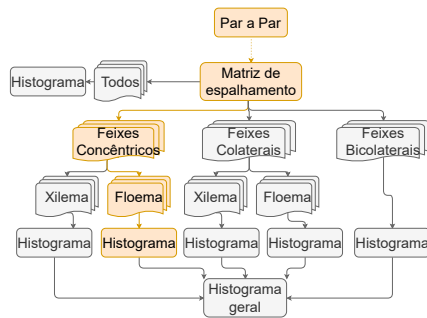 Par a Par
Matriz de
espalhamento
Todos
Histograma
Feixes
Concêntricos
Feixes
Colaterais
Feixes
Bicolaterais
Xilema
Floema
Xilema
Floema
Histograma
Histograma
Histograma
Histograma
Histograma
Histograma
geral